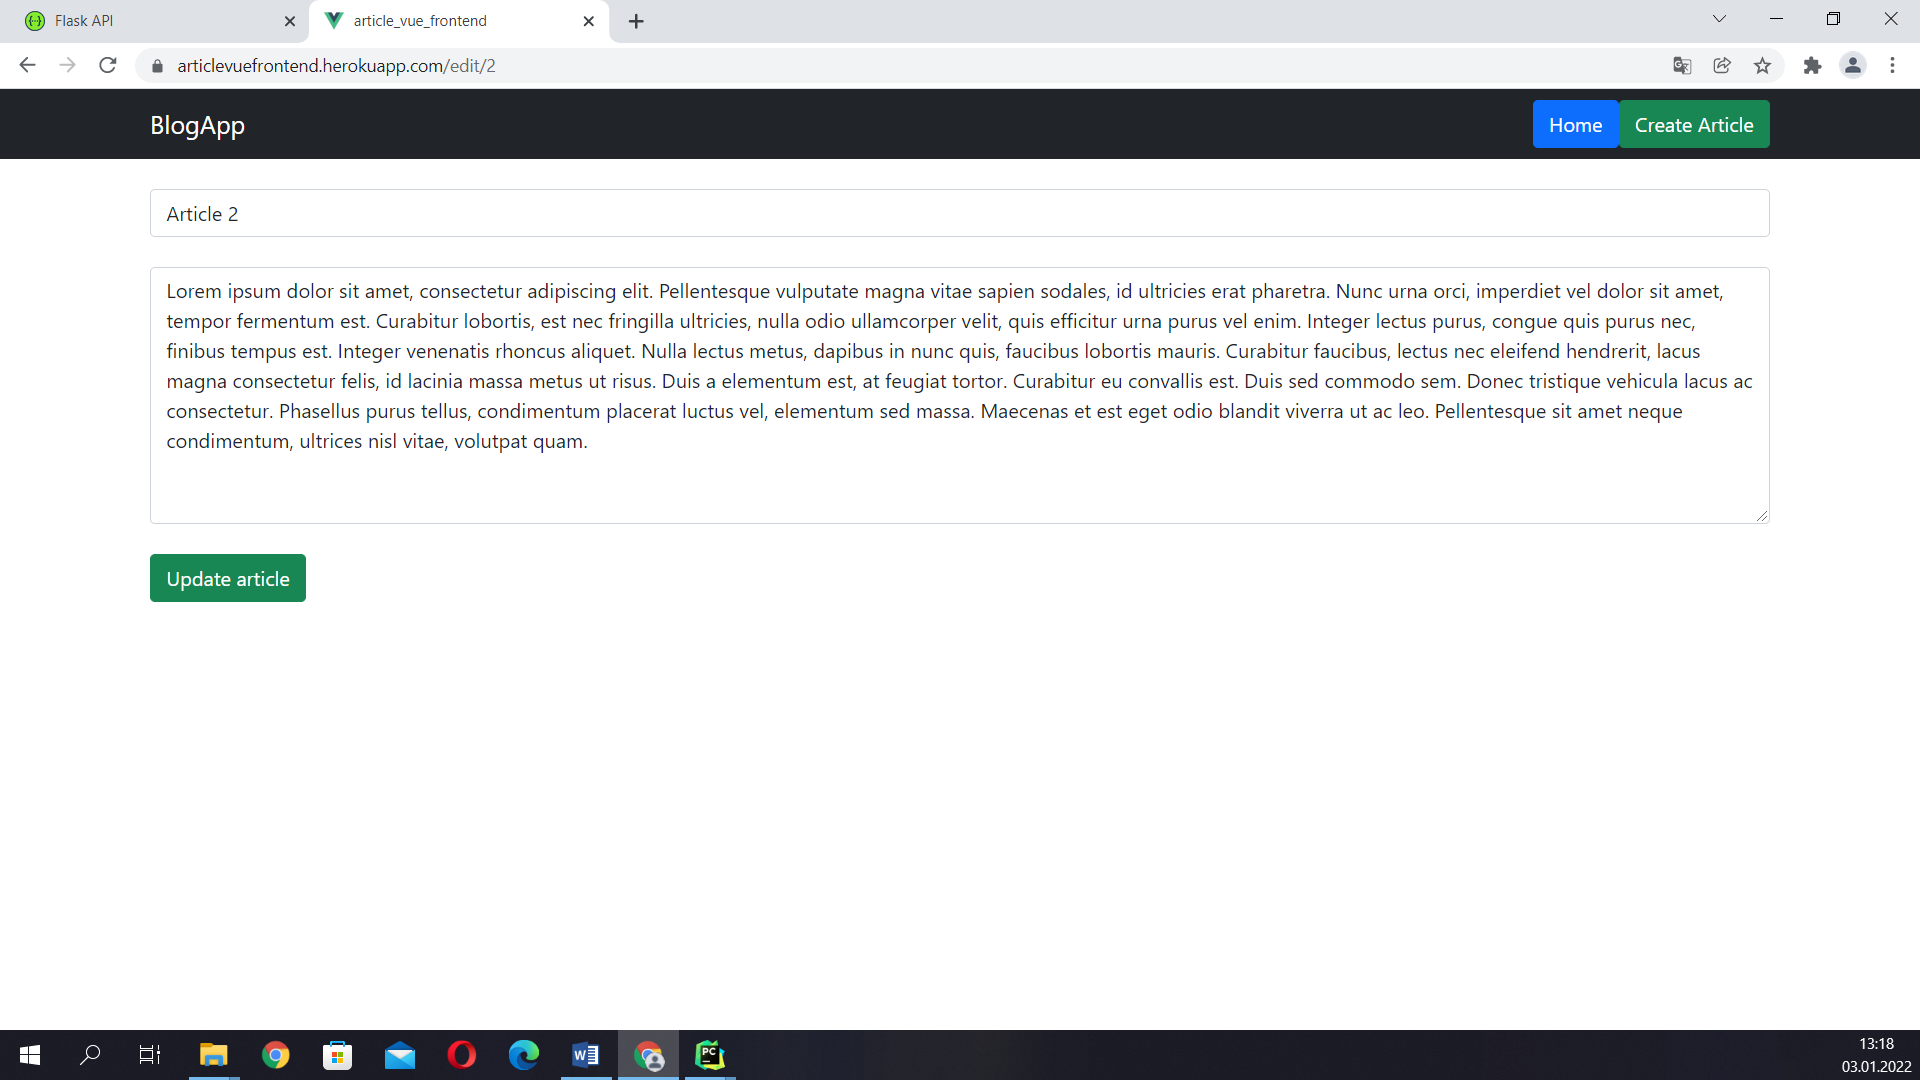 Flask API
article_vue_frontend
articlevuefrontend.herokuapp.com/edit/2
BlogApp
Home
Create Article
Article 2
Lorem ipsum dolor sit amet, consectetur adipiscing elit. Pellentesque vulputate magna vitae sapien sodales, id ultricies erat pharetra. Nunc urna orci, imperdiet vel dolor sit amet,
tempor fermentum est. Curabitur lobortis, est nec fringilla ultricies, nulla odio ullamcorper velit, quis efficitur urna purus vel enim. Integer lectus purus, congue quis purus nec,
finibus tempus est. Integer venenatis rhoncus aliquet. Nulla lectus metus, dapibus in nunc quis, faucibus lobortis mauris. Curabitur faucibus, lectus nec eleifend hendrerit, lacus
magna consectetur felis, id lacinia massa metus ut risus. Duis a elementum est, at feugiat tortor. Curabitur eu convallis est. Duis sed commodo sem. Donec tristique vehicula lacus ac
consectetur. Phasellus purus tellus, condimentum placerat luctus vel, elementum sed massa. Maecenas et est eget odio blandit viverra ut ac leo. Pellentesque sit amet neque
condimentum, ultrices nisl vitae, volutpat quam.
Update article
PC
13:18
03.01.2022